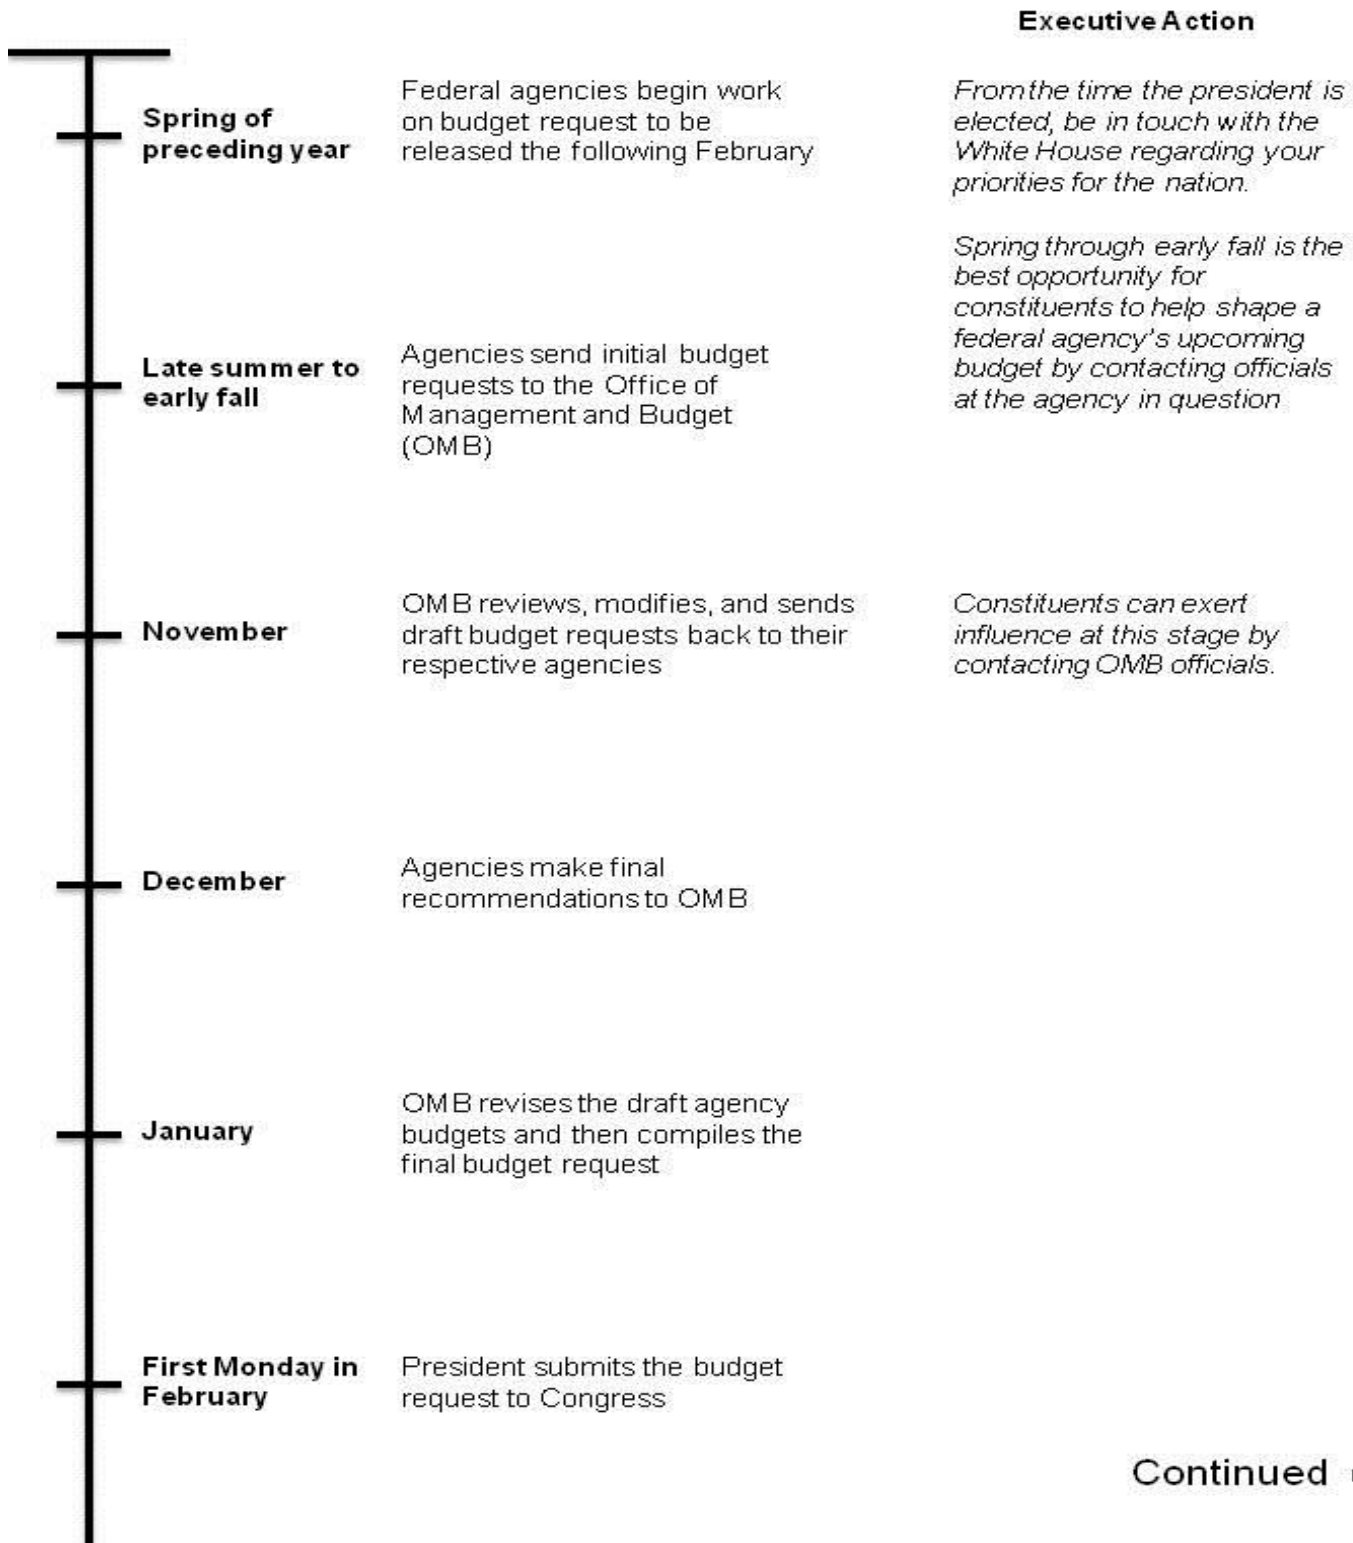 Executive Action
Spring of
preceding year
Federal agencies begin work
on budget request to be
released the following February
From the time the president is
elected, be in touch with the
White House regarding your
priorities for the nation.
Spring through early fall is the
best opportunity for
constituents to help shape a
federal agency's upcoming
budget by contacting officials
at the agency in question
Late summer to
early fall
Agencies send initial budget
requests to the Office of
Management and Budget
(OMB)
November
OMB reviews, modifies, and sends
draft budget requests back to their
respective agencies
Constituents can exert
influence at this stage by
contacting OMB officials.
December
Agencies make final
recommendations to OMB
January
OMB revises the draft agency
budgets and then compiles the
final budget request
First Monday in
February
President submits the budget
request to Congress
Continued